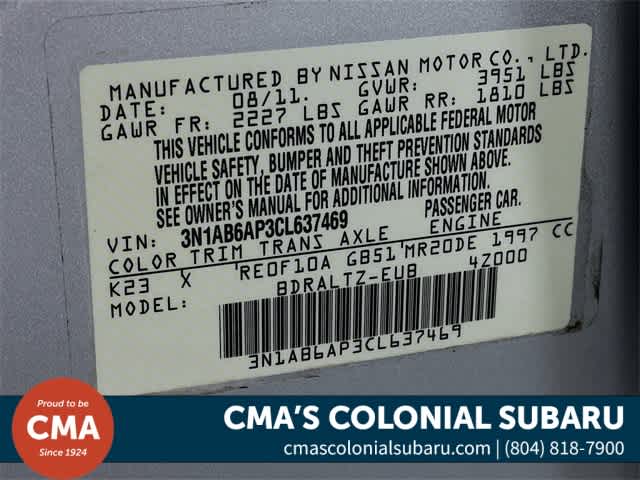 MANUFACTURED BY NISSAN MOTOR CO., LTD.
DATE: 08/11. GVWR: 3951 LBS
GAWR FR: 2227 LBS GAWR RR: 1810 LBS
THIS VEHICLE CONFORMS TO ALL APPLICABLE FEDERAL MOTOR
VEHICLE SAFETY, BUMPER AND THEFT PREVENTION STANDARDS
IN EFFECT ON THE DATE OF MANUFACTURE SHOWN ABOVE.
SEE OWNER'S MANUAL FOR ADDITIONAL INFORMATION.
VIN: 3N1AB6AP3CL637469 PASSENGER CAR.
COLOR TRIM TRANS AXLE ENGINE
K23 X RE0F10A GB51 MR20DE 1997 CC
MODEL: BDRALTZ-EUB 4Z000
3N1AB6AP3CL637469
Proud to be
CMA
Since 1924
CMA'S COLONIAL SUBARU
cmascolonialsubaru.com | (804) 818-7900